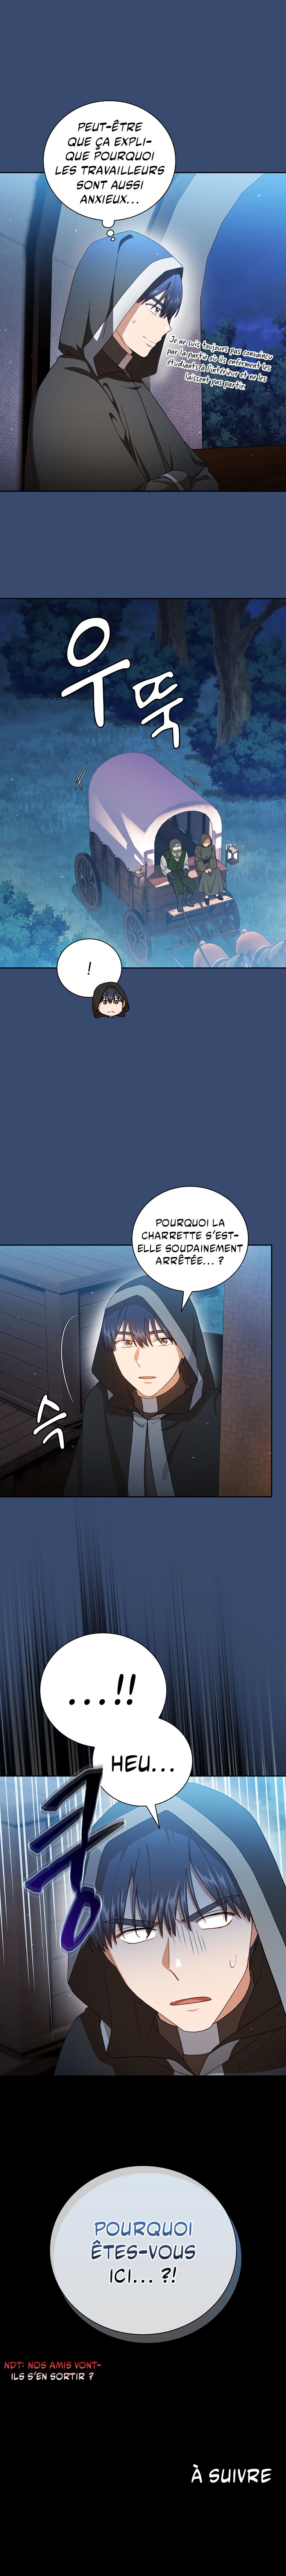 PEUT-ÊTRE
QUE ÇA EXPLI-
QUE POURQUOI
LES TRAVAILLEURS
SONT AUSSI
ANXIEUX...
Je ne suis toujours pas convaincu
par la partie où ils enferment les
étudiants à l'intérieur et ne les
laissent pas partir.
우뚝
!
POURQUOI LA
CHARRETTE S'EST-
ELLE SOUDAINEMENT
ARRÊTÉE... ?
슥
...!!
HEU...
쿵
POURQUOI
ÊTES-VOUS
ICI... ?!
NDT: NOS AMIS VONT-
ILS S'EN SORTIR ?
À SUIVRE